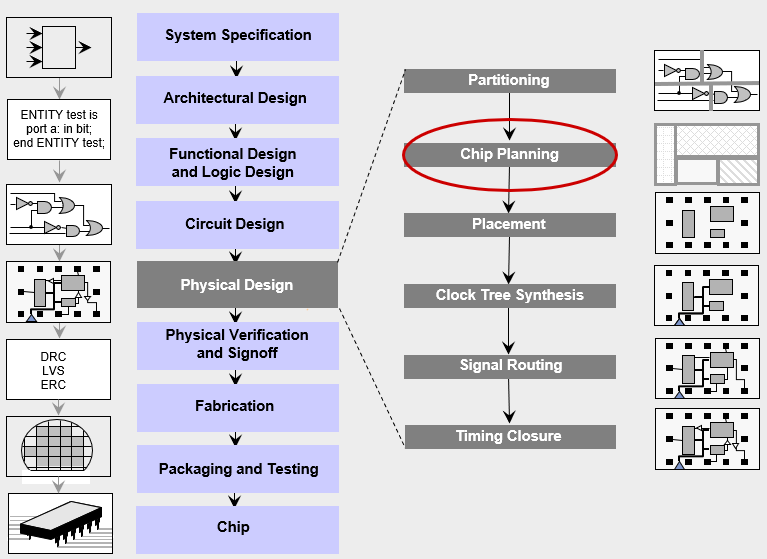 ENTITY test is
port a: in bit;
end ENTITY test;
DRC
LVS
ERC
System Specification
Architectural Design
Functional Design
and Logic Design
Circuit Design
Physical Design
Physical Verification
and Signoff
Fabrication
Packaging and Testing
Chip
Partitioning
Chip Planning
Placement
Clock Tree Synthesis
Signal Routing
Timing Closure